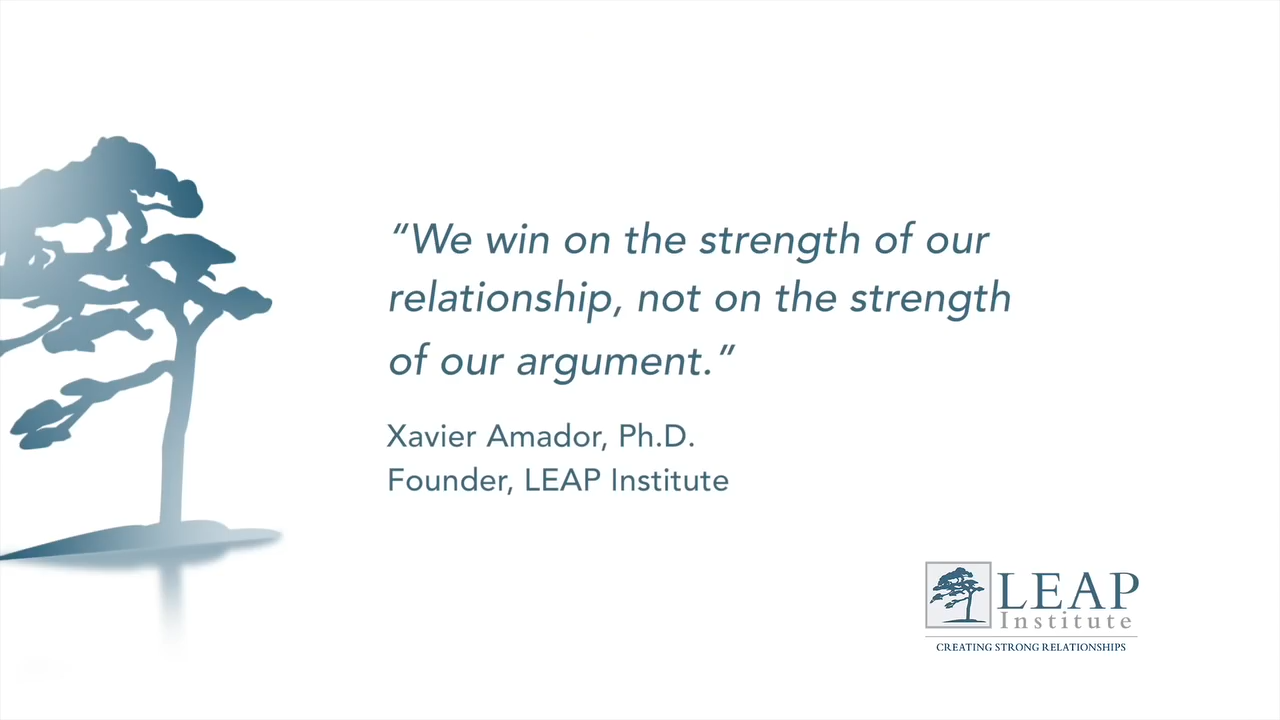 “We win on the strength of our
relationship, not on the strength
of our argument.”
Xavier Amador, Ph.D.
Founder, LEAP Institute
LEAP
Institute
CREATING STRONG RELATIONSHIPS